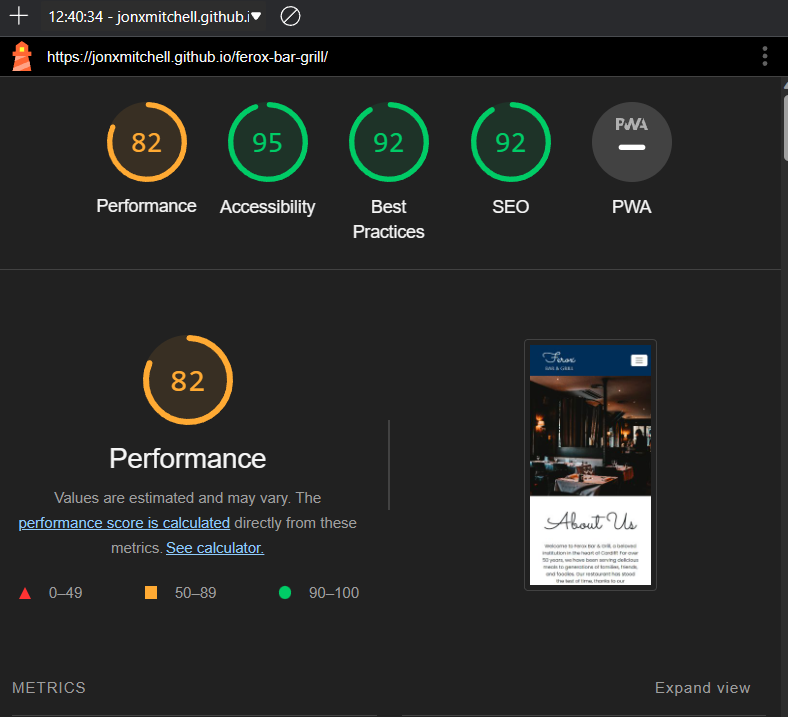 12:40:34 - jonxmitchell.github.i
https://jonxmitchell.github.io/ferox-bar-grill/
82
95
92
92
PWA
Performance
Accessibility
Best
Practices
SEO
PWA
82
Performance
Values are estimated and may vary. The
performance score is calculated directly from these
metrics. See calculator.
0–49
50–89
90–100
Ferox
BAR & GRILL
About Us
Welcome to Ferox Bar & Grill, a beloved
institution in the heart of Cardiff. For over
50 years, we have been serving delicious
meals to generations of families, friends,
and foodies. Our restaurant has stood
the test of time, thanks to our
METRICS
Expand view